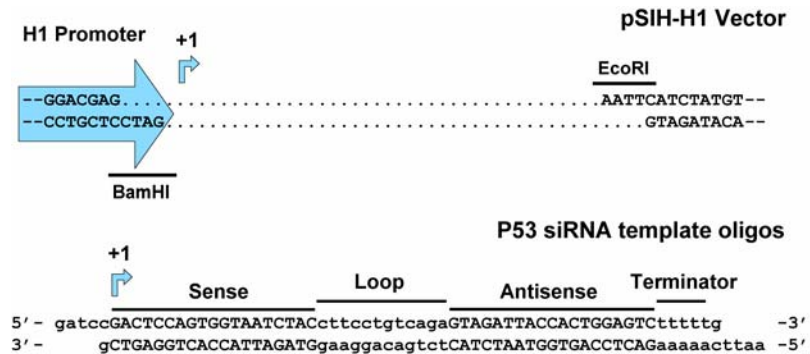 pSIH-H1 Vector
H1 Promoter
+1
EcoRI
--GGACGAG......................................................AATTCATCTATGT--
--CCTGCTCCTAG......................................................GTAGATACA--
BamHI
P53 siRNA template oligos
+1
Sense
Loop
Antisense
Terminator
5’- gatccGACTCCAGTGGTAATCTACcttcctgtcagaGTAGATTACCACTGGAGTCtttttg -3’
3’- gCTGAGGTCACCATTAGATGgaaggacagtctCATCTAATGGTGACCTCAGaaaaacttaa -5’